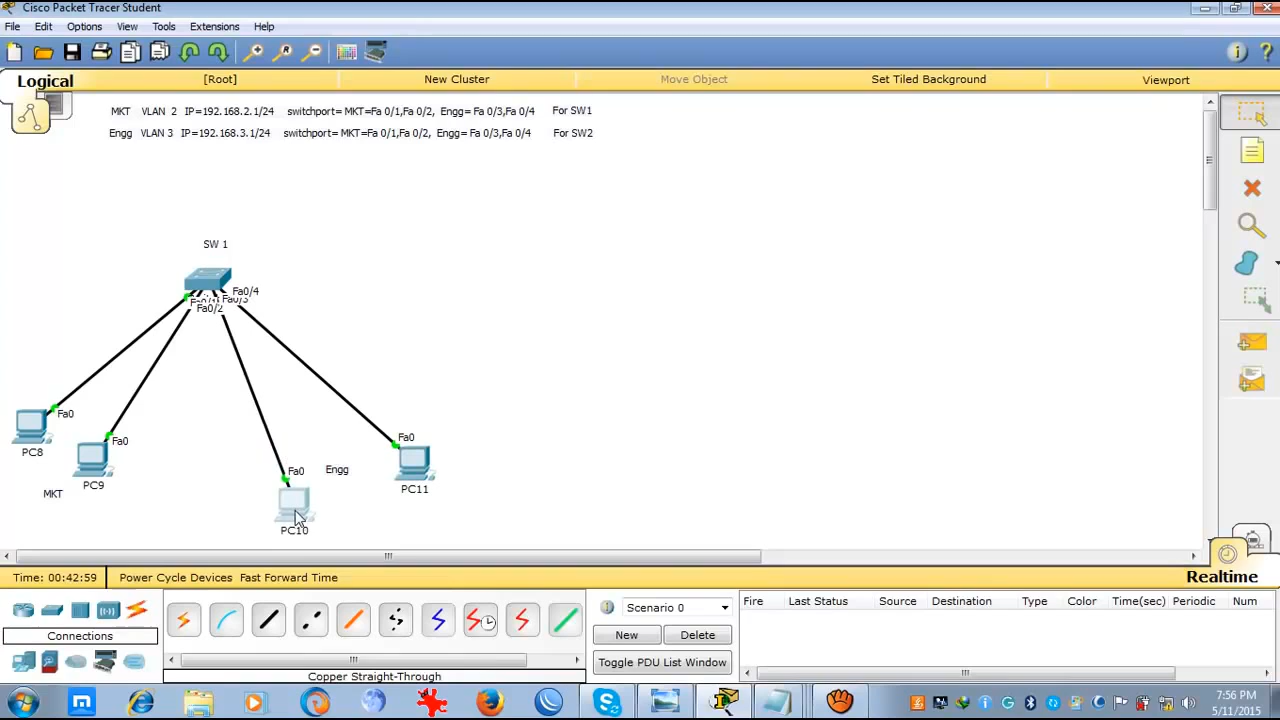 Cisco Packet Tracer Student
File Edit Options View Tools Extensions Help
Logical [Root] New Cluster Move Object Set Tiled Background Viewport
MKT VLAN 2 IP=192.168.2.1/24 switchport= MKT=Fa 0/1,Fa 0/2, Engg= Fa 0/3,Fa 0/4 For SW1
Engg VLAN 3 IP=192.168.3.1/24 switchport= MKT=Fa 0/1,Fa 0/2, Engg= Fa 0/3,Fa 0/4 For SW2
SW 1
Fa0/4
Fa0/1 Fa0/3
Fa0/2
Fa0
Fa0
Fa0
Fa0 Engg
PC8
PC9
PC11
MKT
PC10
Time: 00:42:59 Power Cycle Devices Fast Forward Time
Realtime
Scenario 0
Fire Last Status Source Destination Type Color Time(sec) Periodic Num
Connections
New Delete
Toggle PDU List Window
Copper Straight-Through
7:56 PM
5/11/2015